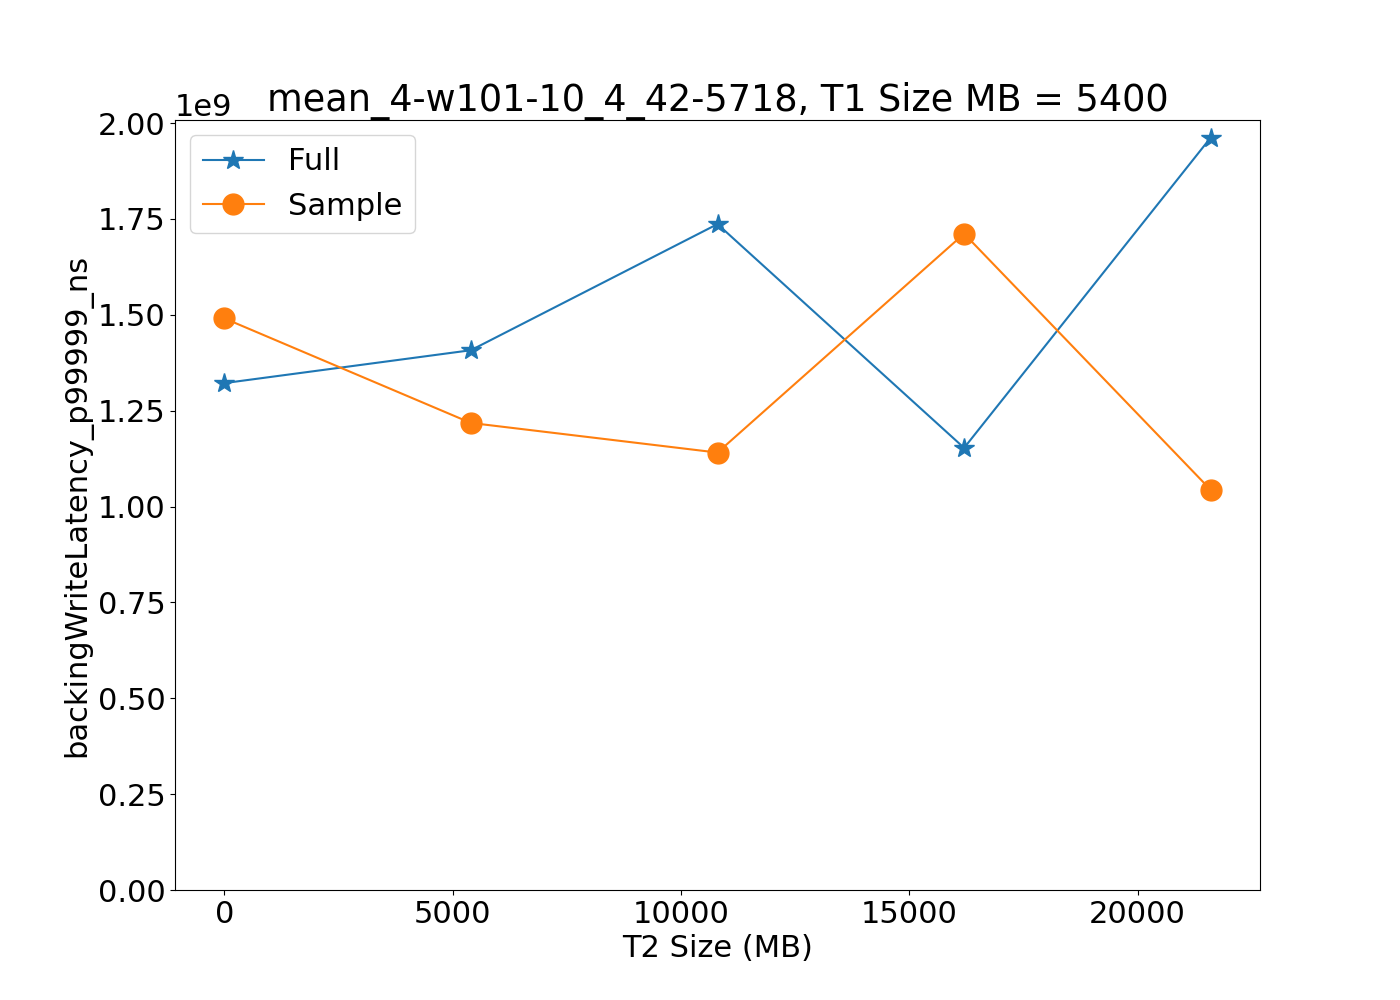 mean_4-w101-10_4_42-5718, T1 Size MB = 5400
1e9
2.00
1.75
1.50
1.25
1.00
0.75
0.50
0.25
0.00
backingWriteLatency_p99999_ns
Full
Sample
0
5000
10000
15000
20000
T2 Size (MB)